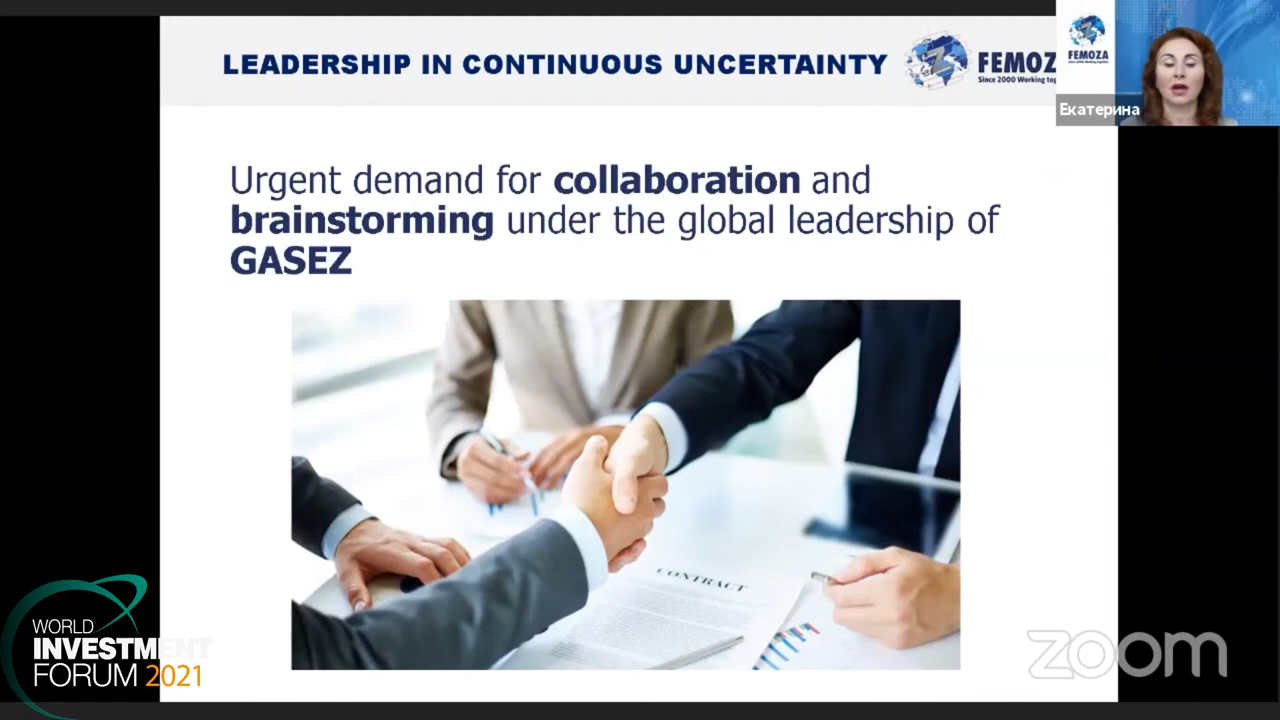 LEADERSHIP IN CONTINUOUS UNCERTAINTY
FEMOZ
Since 2000 Working
FEMOZA
Екатерина
Urgent demand for collaboration and
brainstorming under the global leadership of
GASEZ
CONTRACT
WORLD
INVESTMENT
FORUM 2021
zoom